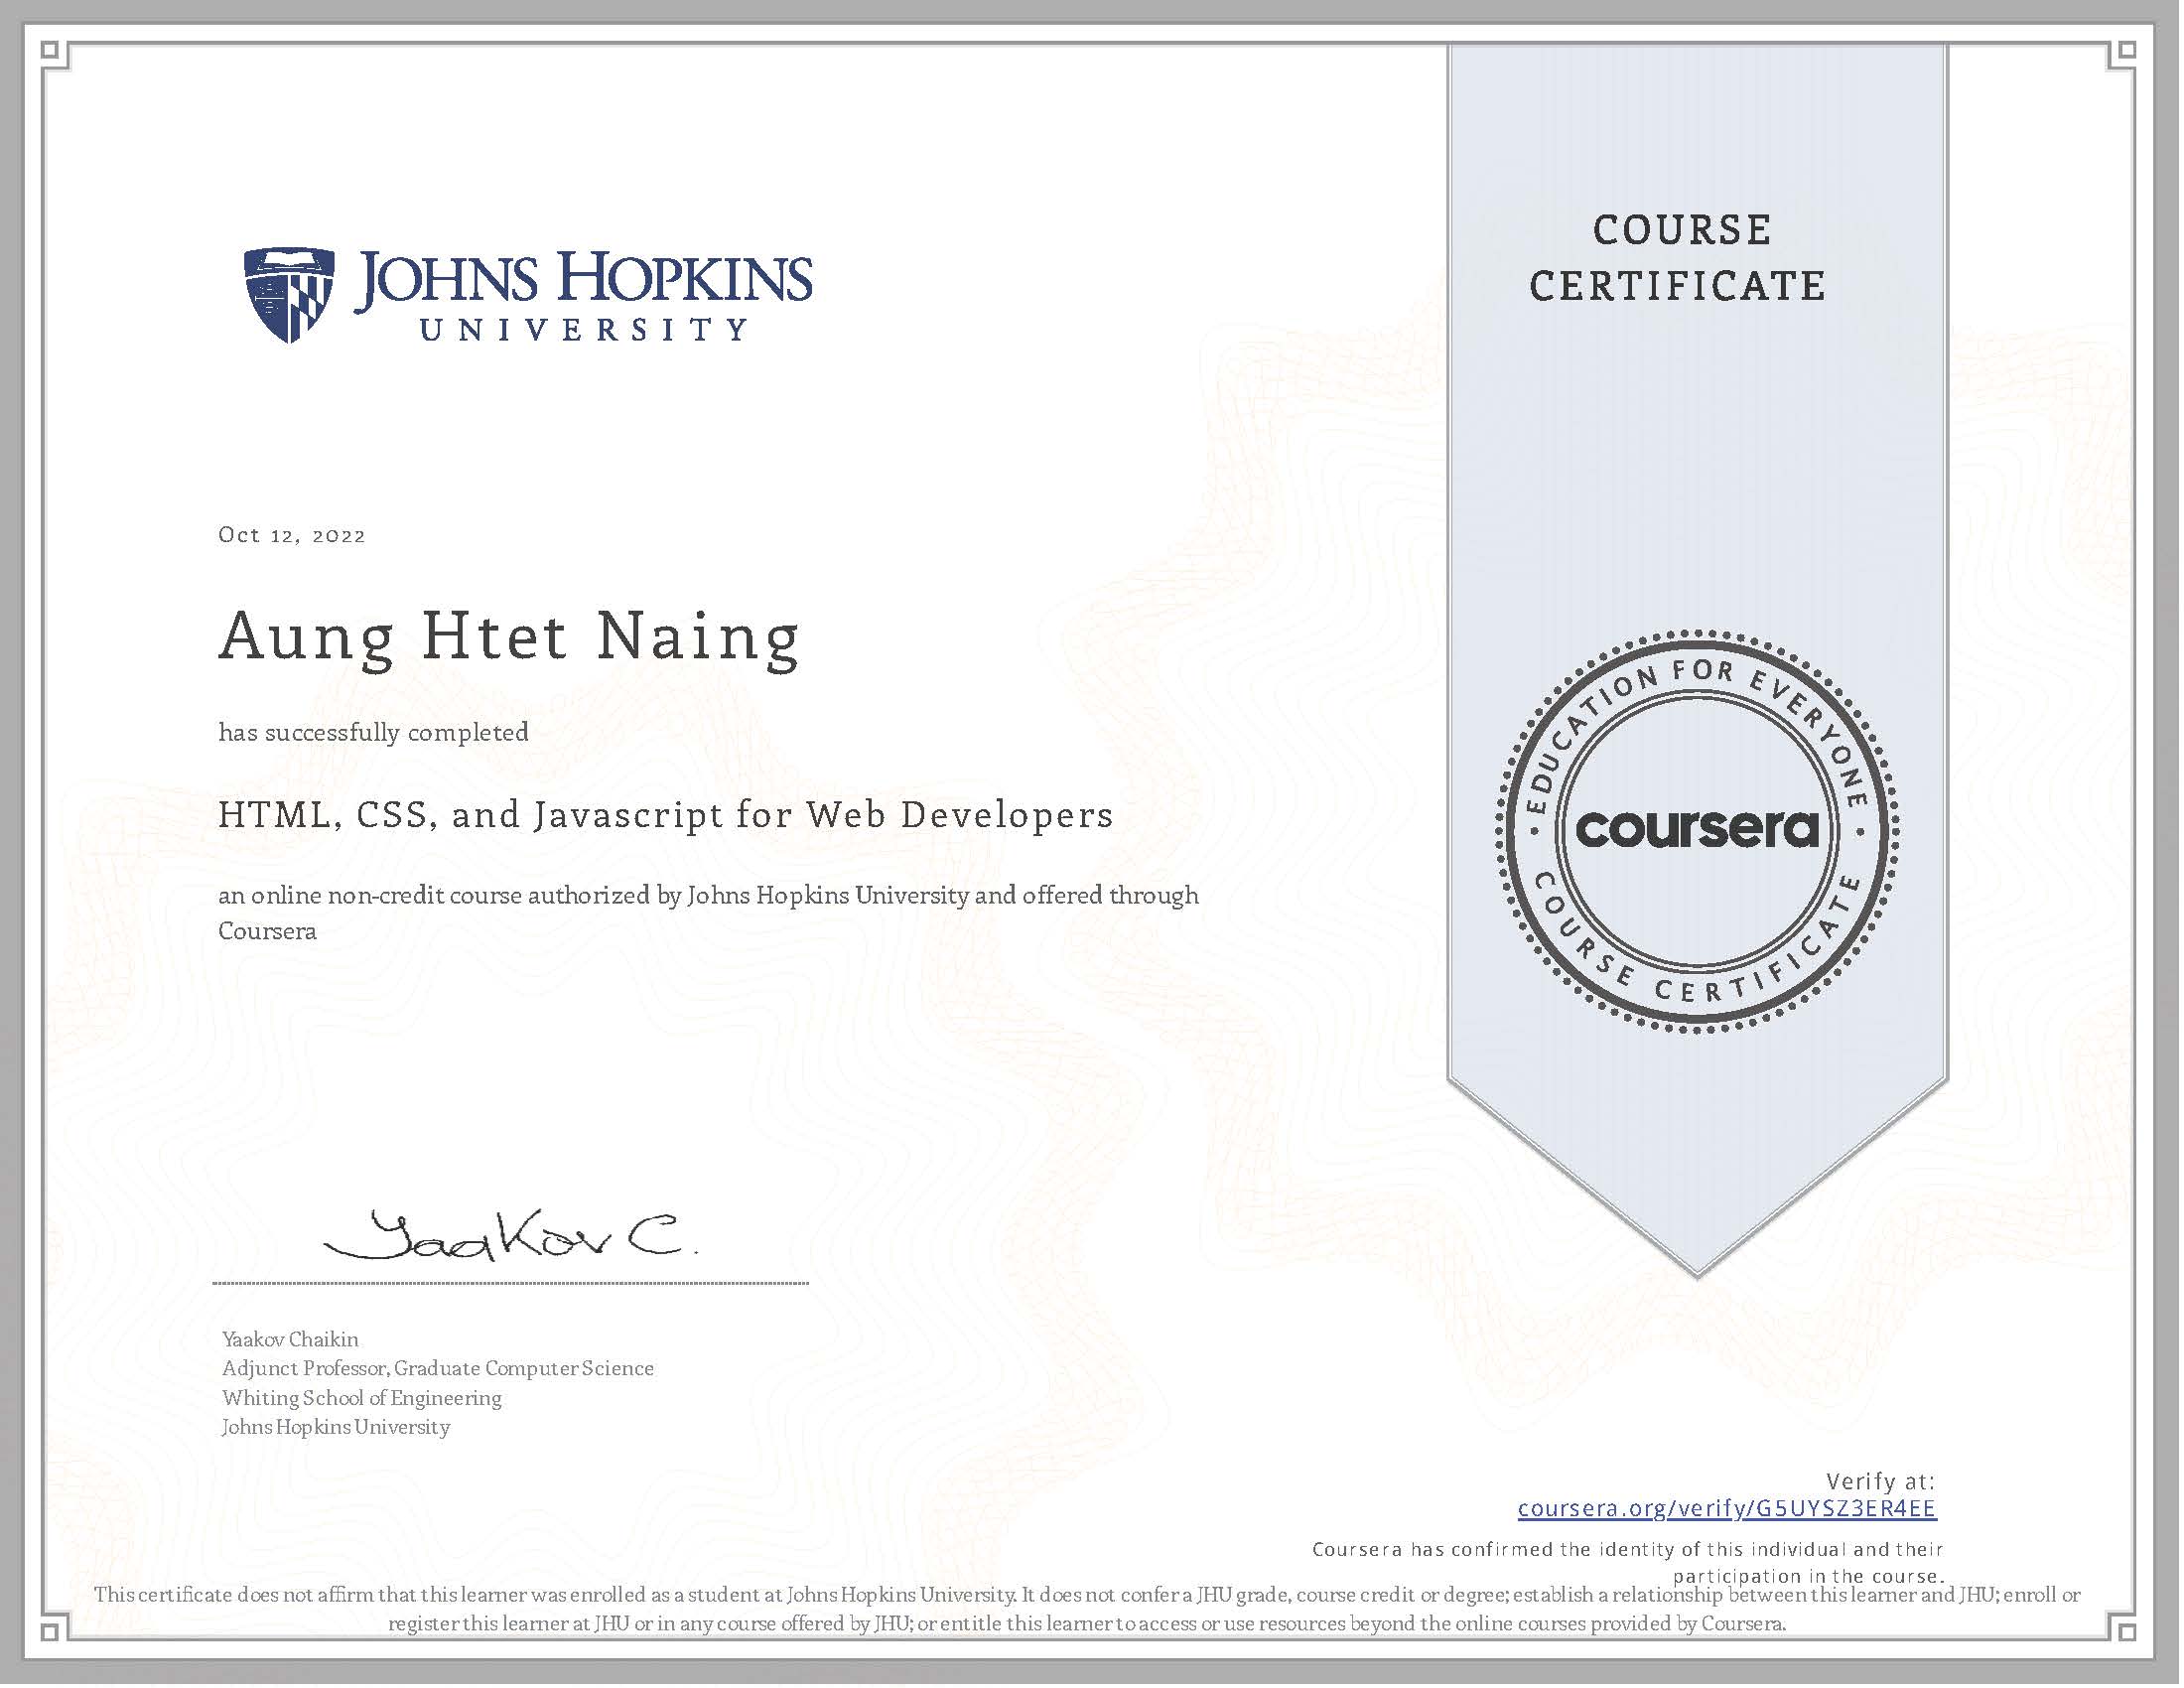 JOHNS HOPKINS
UNIVERSITY
COURSE
CERTIFICATE
Oct 12, 2022
Aung Htet Naing
has successfully completed
HTML, CSS, and Javascript for Web Developers
an online non-credit course authorized by Johns Hopkins University and offered through
Coursera
EDUCATION FOR EVERYONE
coursera
COURSE CERTIFICATE
Yaakov C.
Yaakov Chaikin
Adjunct Professor, Graduate Computer Science
Whiting School of Engineering
Johns Hopkins University
Verify at:
coursera.org/verify/G5UYSZ3ER4EE
Coursera has confirmed the identity of this individual and their
participation in the course.
This certificate does not affirm that this learner was enrolled as a student at Johns Hopkins University. It does not confer a JHU grade, course credit or degree; establish a relationship between this learner and JHU; enroll or
register this learner at JHU or in any course offered by JHU; or entitle this learner to access or use resources beyond the online courses provided by Coursera.